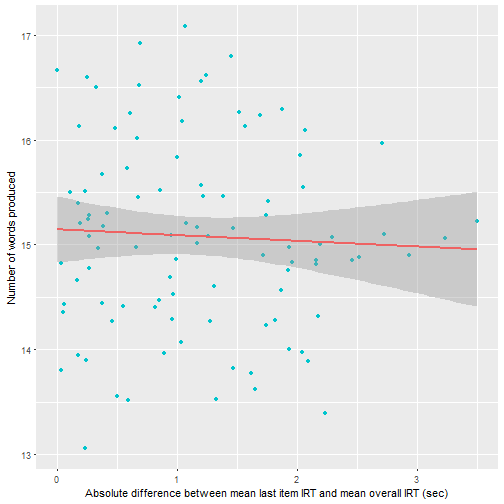 Number of words produced
17
16
15
14
13
0 1 2 3
Absolute difference between mean last item IRT and mean overall IRT (sec)